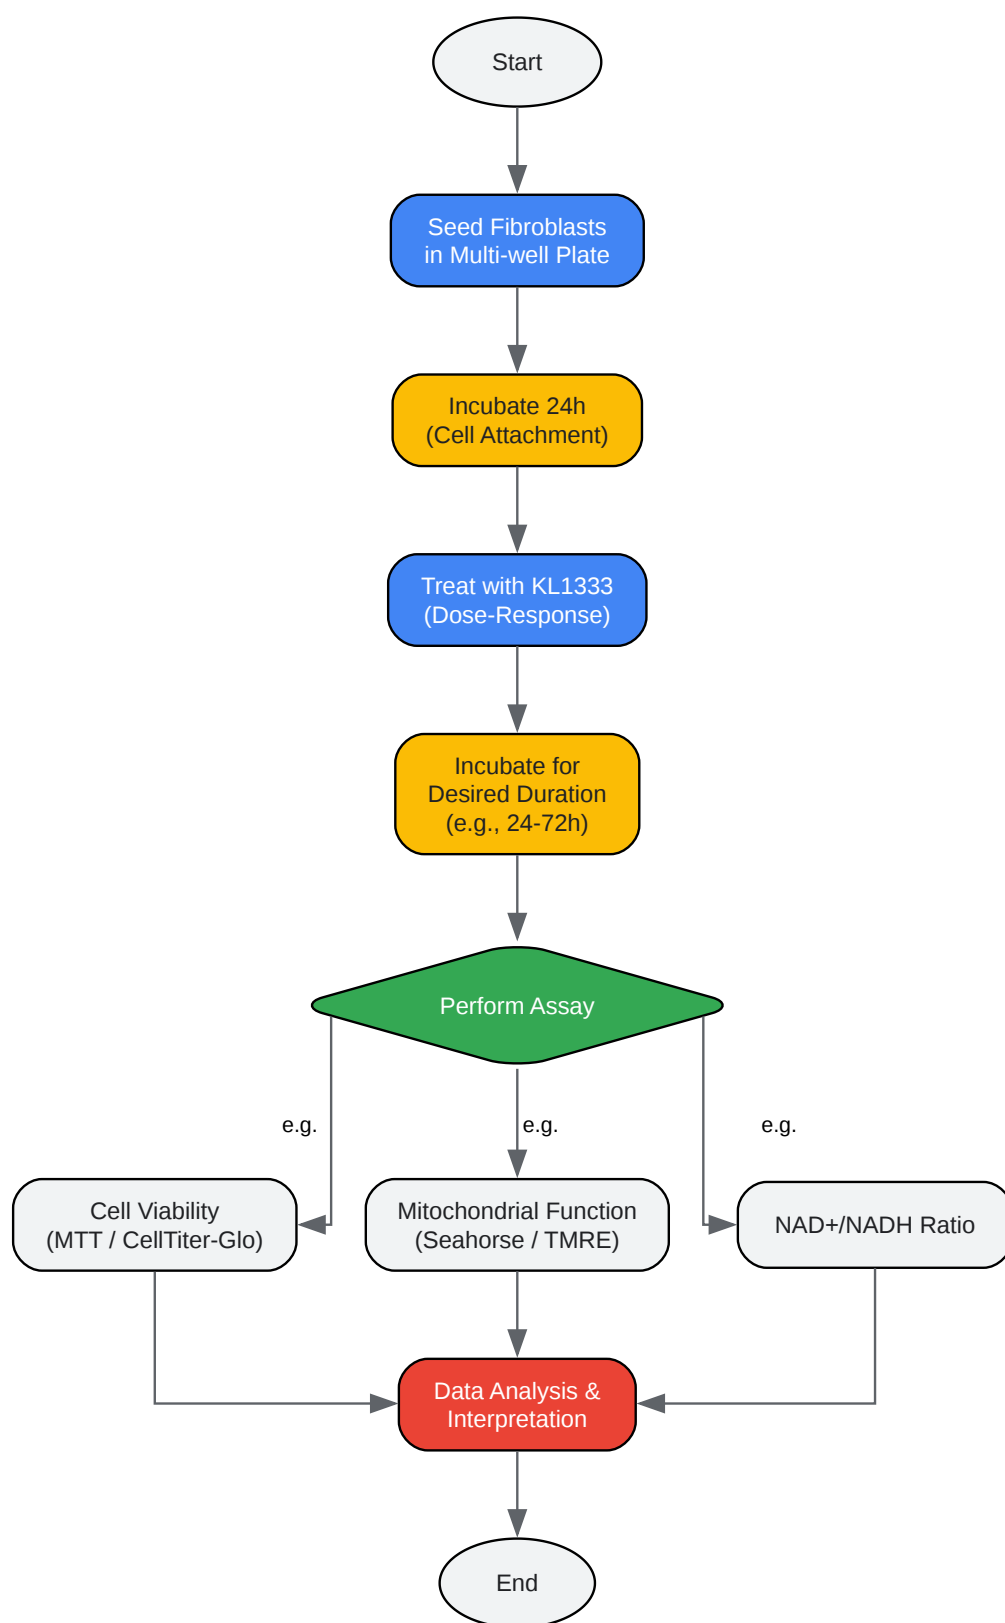 Start
Seed Fibroblasts
in Multi-well Plate
Incubate 24h
(Cell Attachment)
Treat with KL1333
(Dose-Response)
Incubate for
Desired Duration
(e.g., 24-72h)
Perform Assay
e.g.
e.g.
e.g.
Cell Viability
(MTT / CellTiter-Glo)
Mitochondrial Function
(Seahorse / TMRE)
NAD+/NADH Ratio
Data Analysis &
Interpretation
End